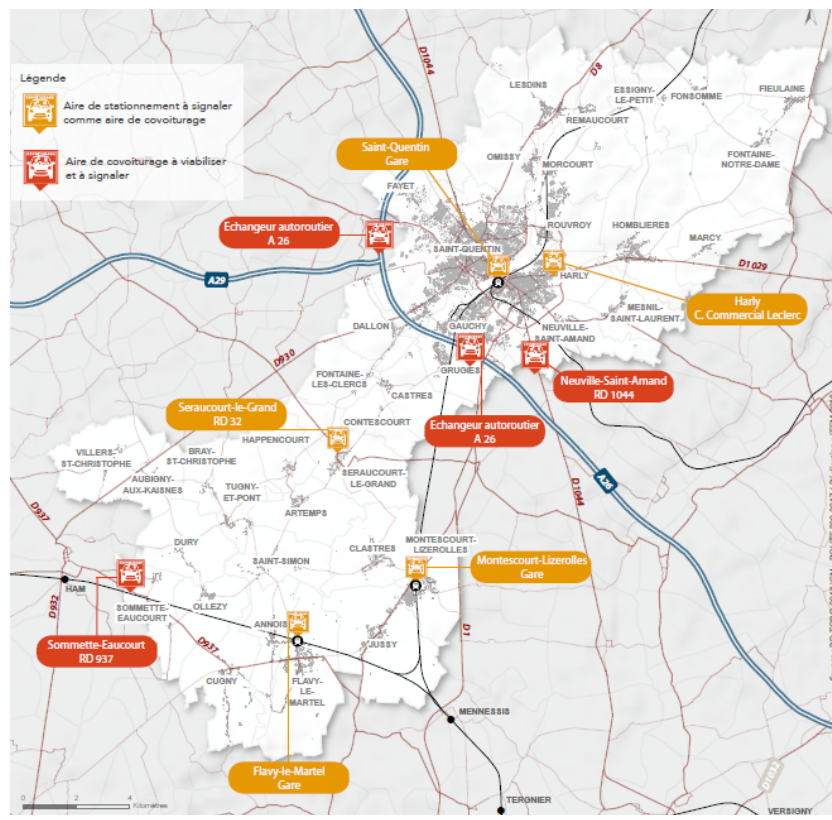 Légende
Aire de stationnement à signaler
comme aire de covoiturage
Aire de covoiturage à viabiliser
et à signaler
D1044
D8
LESDINS
ESSIGNY-
LE-PETIT
FONSOMME
FIEULAINE
REMAUCOURT
Saint-Quentin
Gare
OMISSY
MORCOURT
FONTAINE-
NOTRE-DAME
FAYET
Echangeur autoroutier
A 26
ROUVROY
HOMBLIERES
MARCY
SAINT-QUENTIN
HARLY
D1029
A29
Harly
C. Commercial Leclerc
MESNIL-
SAINT-LAURENT
DALLON
GAUCHY
NEUVILLE-
SAINT-AMAND
D930
GRUGIES
FONTAINE-
LES-CLERCS
CASTRES
Neuville-Saint-Amand
RD 1044
Seraucourt-le-Grand
RD 32
CONTESCOURT
Echangeur autoroutier
A 26
HAPPENCOURT
VILLERS-
ST-CHRISTOPHE
BRAY-
ST-CHRISTOPHE
AUBIGNY-
AUX-KAISNES
SERAUCOURT-
LE-GRAND
TUGNY-
ET-PONT
ARTEMPS
A26
D1044
D937
DURY
CLASTRES
MONTESCOURT-
LIZEROLLES
SAINT-SIMON
Montescourt-Lizerolles
Gare
HAM
D932
SOMMETTE-
EAUCOURT
OLLEZY
ANNOIS
D937
JUSSY
D1
Sommette-Eaucourt
RD 937
CUGNY
FLAVY-
LE-
MARTEL
MENNESSIS
Flavy-le-Martel
Gare
D1032
0 2 4
Kilomètres
TERGNIER
VERSIGNY